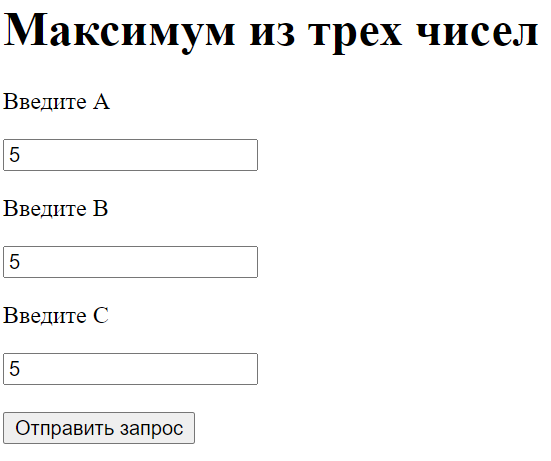 Максимум из трех чисел
Введите A
5
Введите B
5
Введите C
5
Отправить запрос